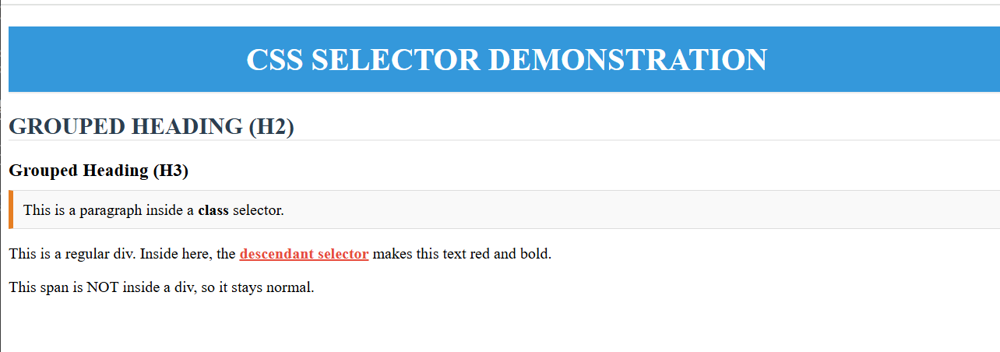 CSS SELECTOR DEMONSTRATION
GROUPED HEADING (H2)
Grouped Heading (H3)
This is a paragraph inside a class selector.
This is a regular div. Inside here, the descendant selector makes this text red and bold.
This span is NOT inside a div, so it stays normal.